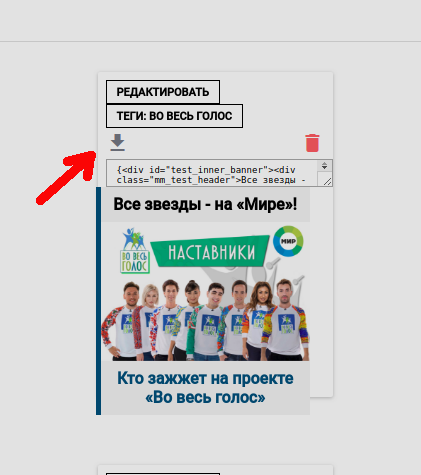 РЕДАКТИРОВАТЬ
ТЕГИ: ВО ВЕСЬ ГОЛОС
{<div id="test_inner_banner"><div
class="mm_test_header">Все звезды -
Все звезды - на «Мире»!
ВО ВЕСЬ
ГОЛОС
НАСТАВНИКИ
МИР
Кто зажжет на проекте
«Во весь голос»